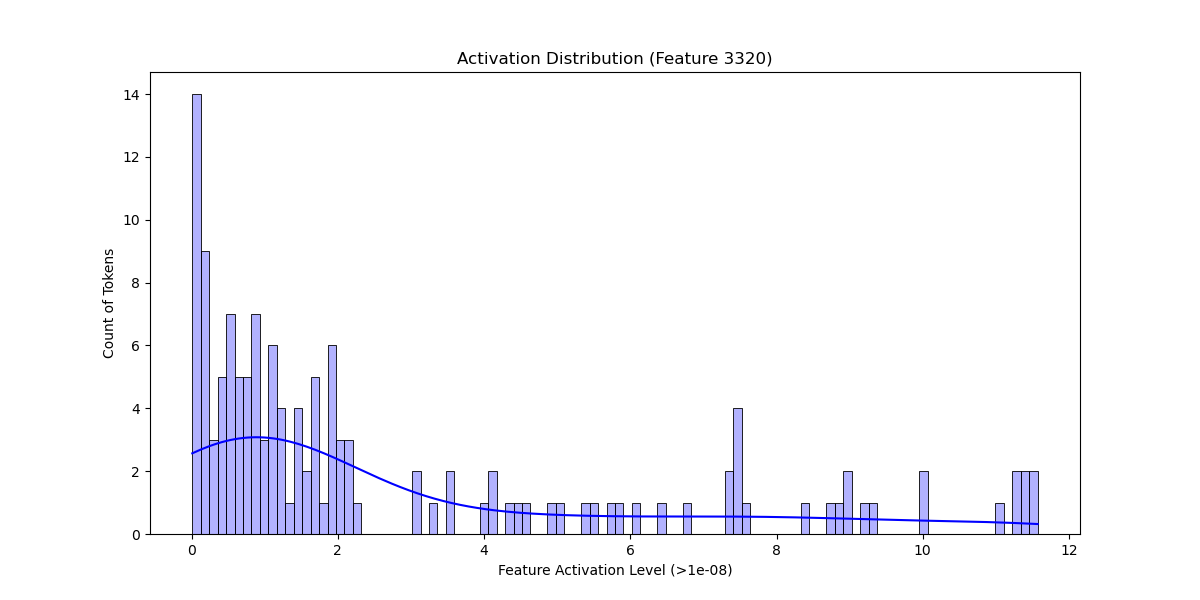 Activation Distribution (Feature 3320)
14
12
10
8
6
4
2
0
Count of Tokens
0 2 4 6 8 10 12
Feature Activation Level (>1e-08)